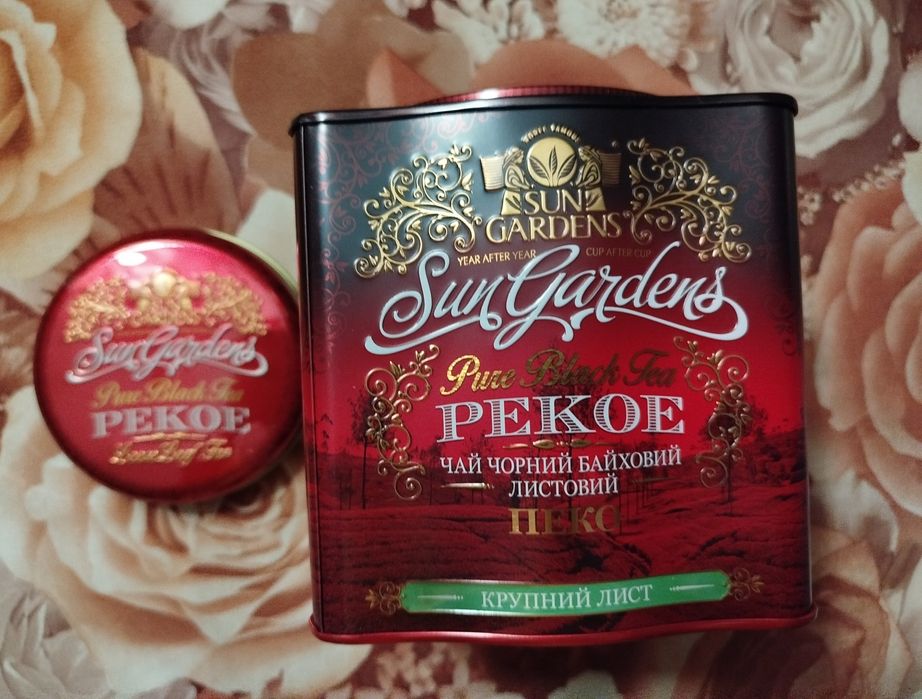 Sun Gardens
Pure Black Tea
PEKOE
Loose Leaf Tea
SUN
GARDENS
YEAR AFTER YEAR CUP AFTER CUP
Sun Gardens
Pure Black Tea
PEKOE
ЧАЙ ЧОРНИЙ БАЙХОВИЙ
ЛИСТОВИЙ
ПЕКО
КРУПНИЙ ЛИСТ